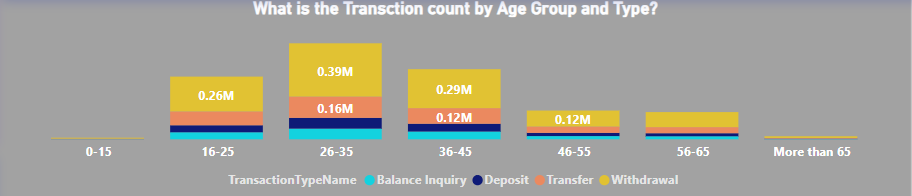 What is the Transction count by Age Group and Type?
0.39M
0.26M
0.29M
0.16M
0.12M
0.12M
0-15 16-25 26-35 36-45 46-55 56-65 More than 65
TransactionTypeName Balance Inquiry Deposit Transfer Withdrawal